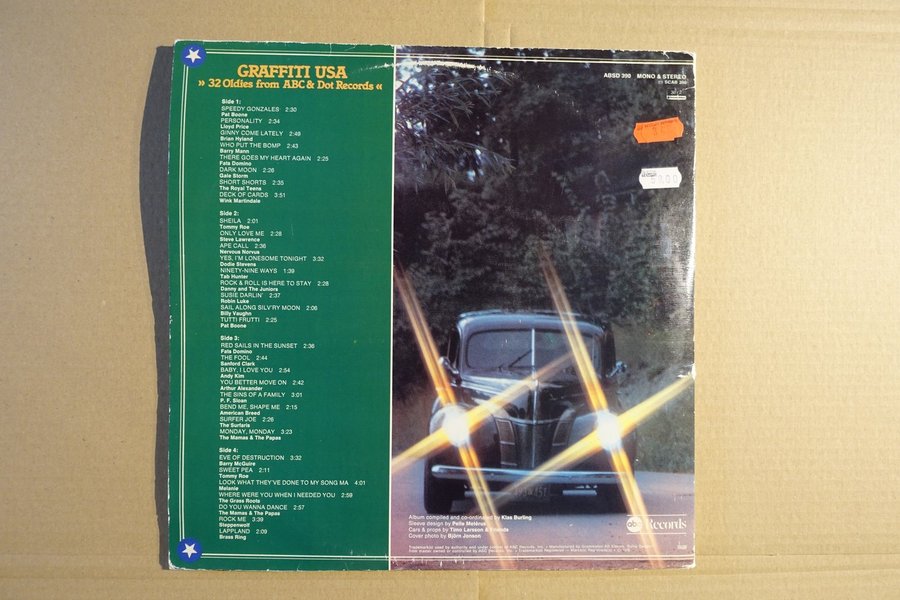 GRAFFITI USA
» 32 Oldies from ABC & Dot Records «
Side 1:
SPEEDY GONZALES 2:30
Pat Boone
PERSONALITY 2:34
Lloyd Price
GINNY COME LATELY 2:49
Brian Hyland
WHO PUT THE BOMP 2:43
Barry Mann
THERE GOES MY HEART AGAIN 2:25
Fats Domino
DARK MOON 2:26
Gale Storm
SHORT SHORTS 2:35
The Royal Teens
DECK OF CARDS 3:51
Wink Martindale
Side 2:
SHEILA 2:01
Tommy Roe
ONLY LOVE ME 2:28
Steve Lawrence
APE CALL 2:36
Nervous Norvus
YES, I'M LONESOME TONIGHT 3:32
Dodie Stevens
NINETY-NINE WAYS 1:39
Tab Hunter
ROCK & ROLL IS HERE TO STAY 2:28
Danny and The Juniors
SUSIE DARLIN' 2:37
Robin Luke
SAIL ALONG SILV'RY MOON 2:06
Billy Vaughn
TUTTI FRUTTI 2:25
Pat Boone
Side 3:
RED SAILS IN THE SUNSET 2:36
Fats Domino
THE FOOL 2:44
Sanford Clark
BABY, I LOVE YOU 2:54
Andy Kim
YOU BETTER MOVE ON 2:42
Arthur Alexander
THE SINS OF A FAMILY 3:01
P. F. Sloan
BEND ME, SHAPE ME 2:15
American Breed
SURFER JOE 2:26
The Surfaris
MONDAY, MONDAY 3:23
The Mamas & The Papas
Side 4:
EVE OF DESTRUCTION 3:32
Barry McGuire
SWEET PEA 2:11
Tommy Roe
LOOK WHAT THEY'VE DONE TO MY SONG MA 4:01
Melanie
WHERE WERE YOU WHEN I NEEDED YOU 2:59
The Grass Roots
DO YOU WANNA DANCE 2:57
The Mamas & The Papas
ROCK ME 3:39
Steppenwolf
LAPPLAND 2:09
Brass Ring
ABSD 300 MONO & STEREO
Album compiled and co-ordinated by Klas Burling
Sleeve design by Pelle Motérus
Cars & props by Timo Larsson &
Cover photo by Björn Jonson
abc Records